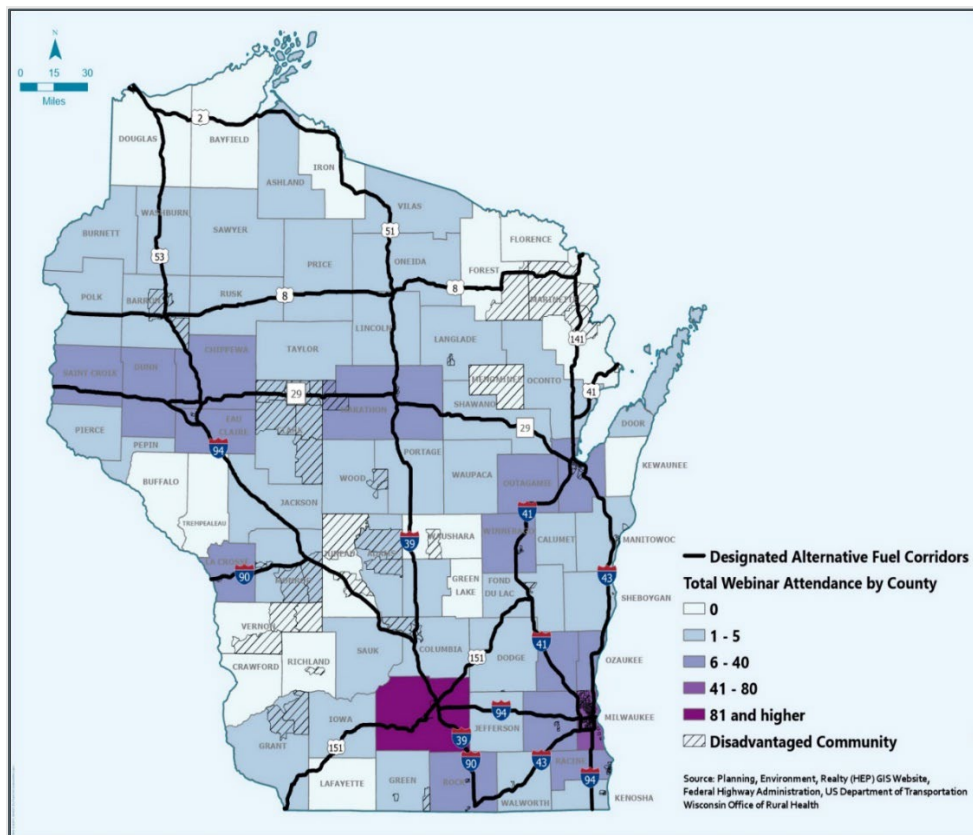 N
0 15 30
Miles
2
DOUGLAS
BAYFIELD
IRON
ASHLAND
VILAS
WASHBURN
51
BURNETT
SAWYER
FLORENCE
53
PRICE
ONEIDA
FOREST
8
8
POLK
BARRON
RUSK
MARINETTE
LINCOLN
LANGLADE
141
TAYLOR
CHIPPEWA
SAINT CROIX
DUNN
MENOMINEE
OCONTO
41
29
MARATHON
SHAWANO
CLARK
EAU
CLAIRE
DOOR
PIERCE
29
PEPIN
94
PORTAGE
WAUPACA
KEWAUNEE
BUFFALO
WOOD
OUTAGAMIE
JACKSON
41
TREMPEALEAU
WAUSHARA
WINNEBAGO
CALUMET
MANITOWOC
JUNEAU
ADAMS
39
LA CROSSE
90
MONROE
GREEN
LAKE
FOND
DU LAC
43
SHEBOYGAN
VERNON
41
SAUK
COLUMBIA
151
DODGE
OZAUKEE
RICHLAND
CRAWFORD
94
MILWAUKEE
IOWA
JEFFERSON
39
GRANT
151
90
43
RACINE
LAFAYETTE
GREEN
ROCK
WALWORTH
94
KENOSHA
Designated Alternative Fuel Corridors
Total Webinar Attendance by County
0
1 - 5
6 - 40
41 - 80
81 and higher
Disadvantaged Community
Source: Planning, Environment, Realty (HEP) GIS Website,
Federal Highway Administration, US Department of Transportation
Wisconsin Office of Rural Health